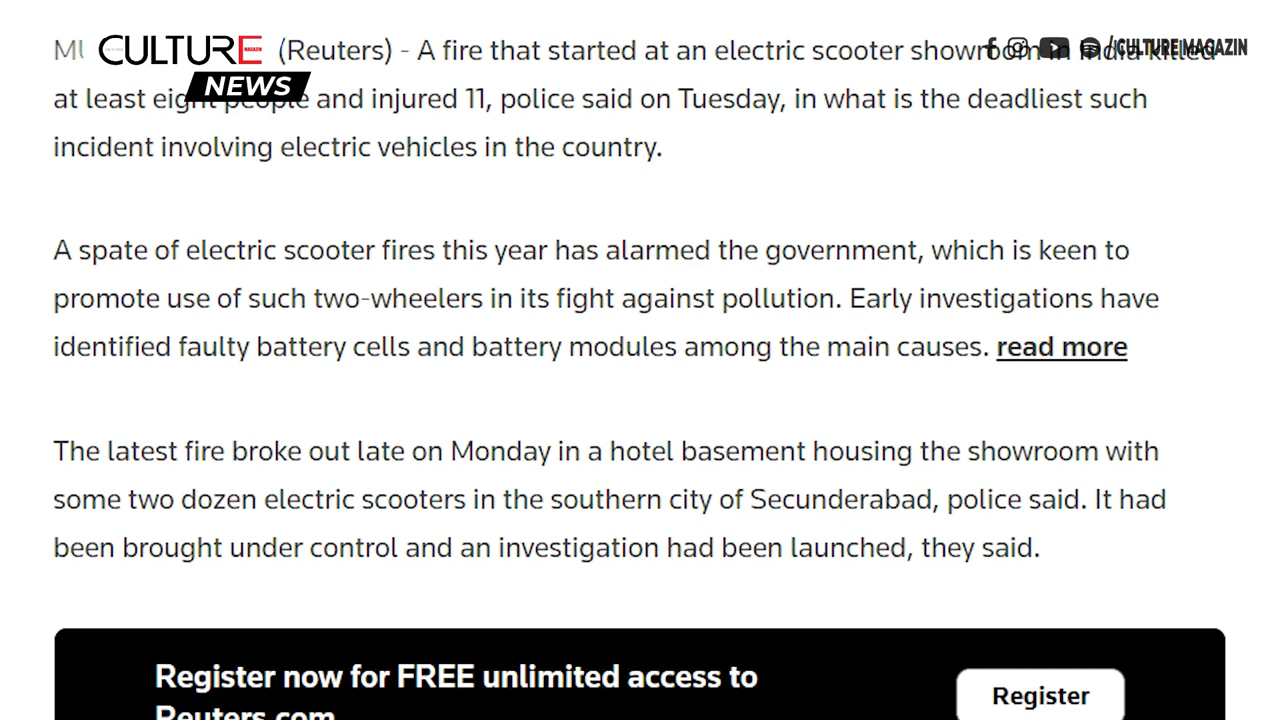 CULTURE
MAGAZIN
NEWS
/CULTURE MAGAZIN
(Reuters) - A fire that started at an electric scooter showroom in India killed
at least eight people and injured 11, police said on Tuesday, in what is the deadliest such
incident involving electric vehicles in the country.
A spate of electric scooter fires this year has alarmed the government, which is keen to
promote use of such two-wheelers in its fight against pollution. Early investigations have
identified faulty battery cells and battery modules among the main causes. read more
The latest fire broke out late on Monday in a hotel basement housing the showroom with
some two dozen electric scooters in the southern city of Secunderabad, police said. It had
been brought under control and an investigation had been launched, they said.
Register now for FREE unlimited access to
Reuters.com
Register